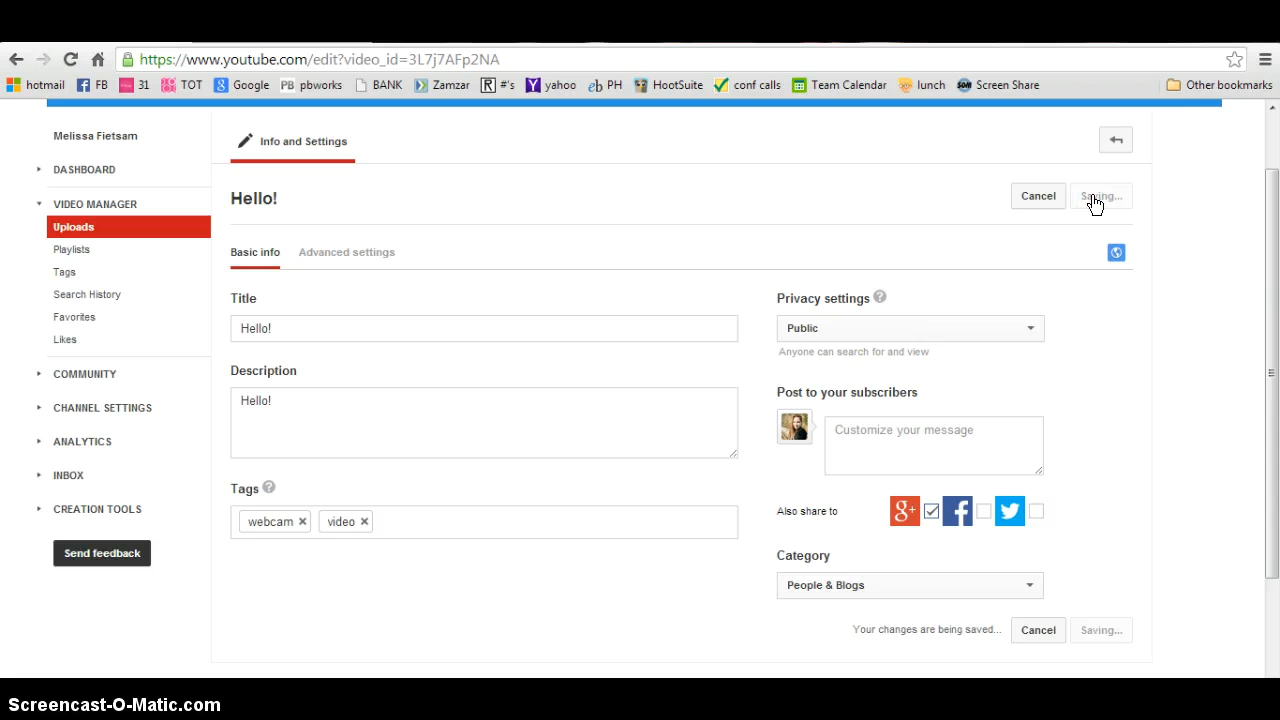 https://www.youtube.com/edit?video_id=3L7j7AFp2NA
hotmail FB 31 TOT Google PB pbworks BANK Zamzar R #'s yahoo eb PH HootSuite conf calls Team Calendar lunch som Screen Share Other bookmarks
Melissa Fietsam
Info and Settings
DASHBOARD
Hello!
Cancel
Saving...
VIDEO MANAGER
Uploads
Playlists
Tags
Search History
Favorites
Likes
COMMUNITY
CHANNEL SETTINGS
ANALYTICS
INBOX
CREATION TOOLS
Send feedback
Basic info
Advanced settings
Title
Hello!
Description
Hello!
Tags ?
webcam ×
video ×
Privacy settings ?
Public
Anyone can search for and view
Post to your subscribers
Customize your message
Also share to
g+
f
Category
People & Blogs
Your changes are being saved...
Cancel
Saving...
Screencast-O-Matic.com